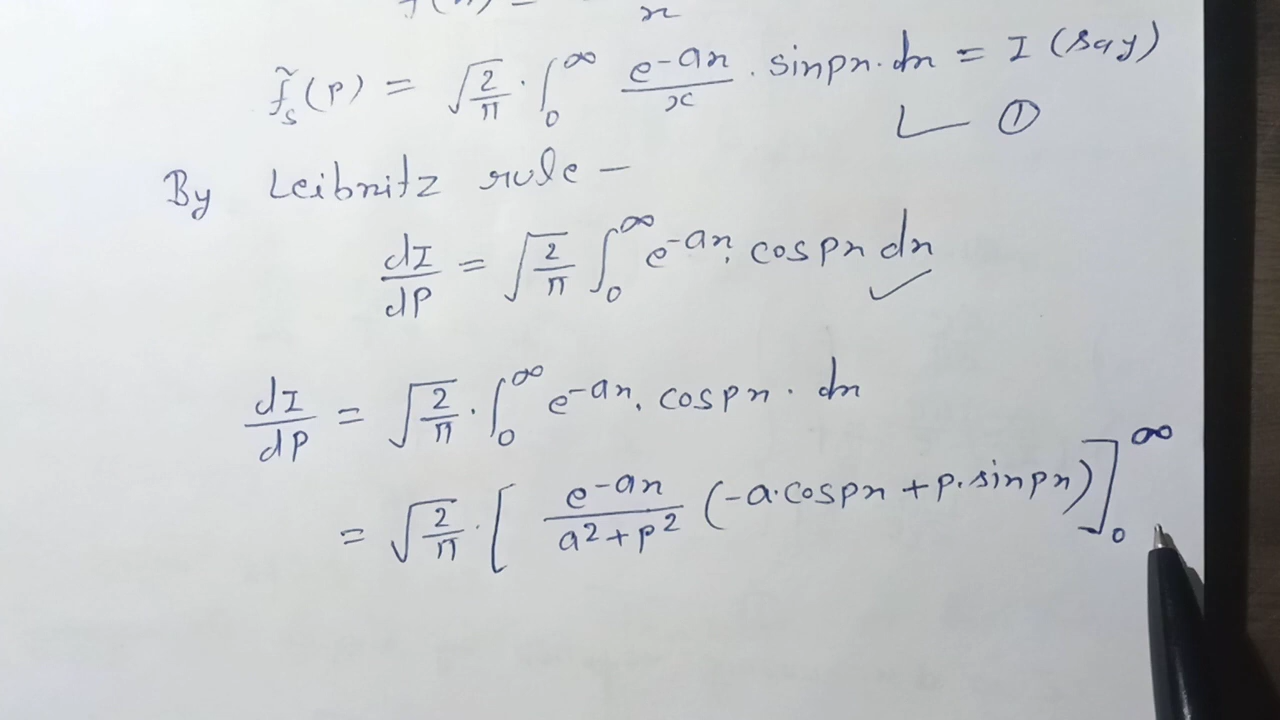 x
f̃ₛ(p) = √(2/π) · ∫₀^∞ e^(-ax)/x · sinpx · dx = I (say)
①
By Leibnitz rule –
dI/dP = √(2/π) ∫₀^∞ e^(-ax) · cospx dx
dI/dP = √(2/π) · ∫₀^∞ e^(-ax) · cospx · dx
= √(2/π) · [ e^(-ax)/(a²+p²) (-a·cospx + p·sinpx) ]₀^∞